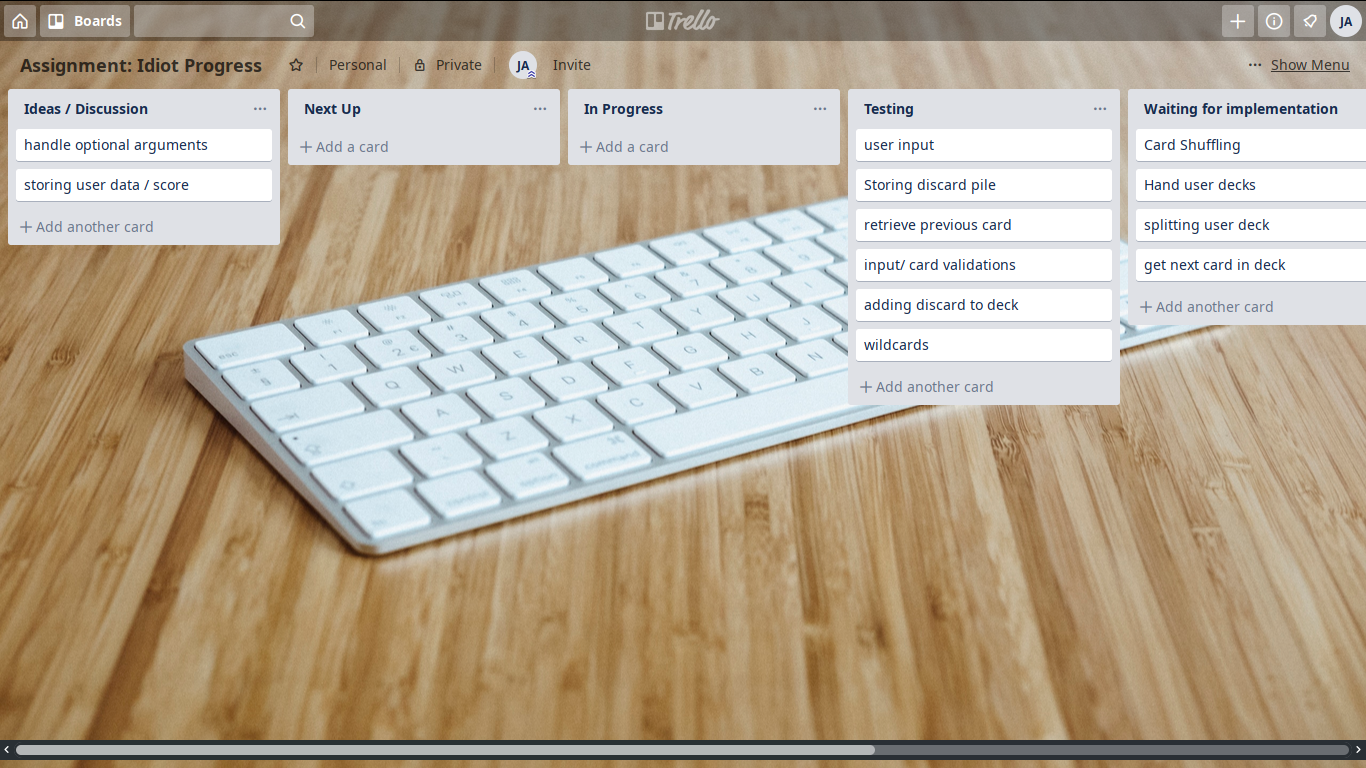 Boards
Trello
JA
Assignment: Idiot Progress
Personal
Private
JA
Invite
Show Menu
Ideas / Discussion
handle optional arguments
storing user data / score
Add another card
Next Up
Add a card
In Progress
Add a card
Testing
user input
Storing discard pile
retrieve previous card
input/ card validations
adding discard to deck
wildcards
Add another card
Waiting for implementation
Card Shuffling
Hand user decks
splitting user deck
get next card in deck
Add another card